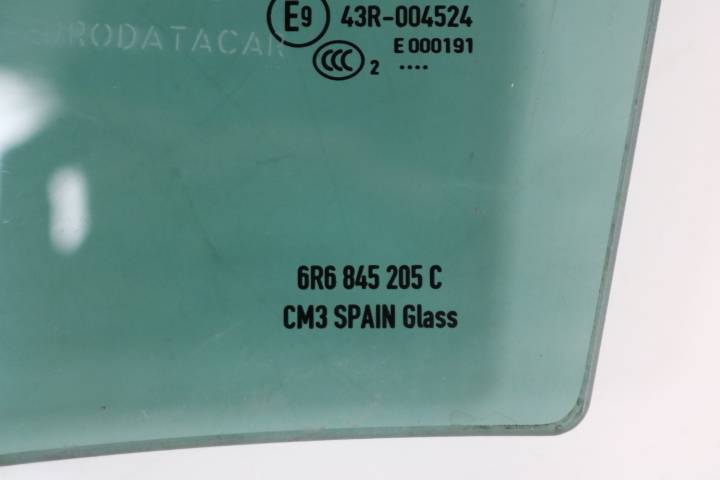 E9 43R-004524
E 000191
EURODATACAR
CCC 2 ....
6R6 845 205 C
CM3 SPAIN Glass